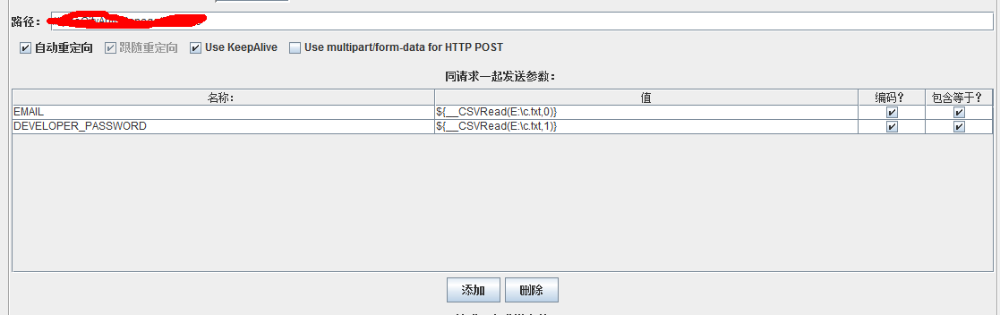 路径：
自动重定向 跟随重定向 Use KeepAlive Use multipart/form-data for HTTP POST
同请求一起发送参数：
名称： 值 编码？ 包含等于？
EMAIL ${__CSVRead(E:\c.txt,0)}
DEVELOPER_PASSWORD ${__CSVRead(E:\c.txt,1)}
添加 删除